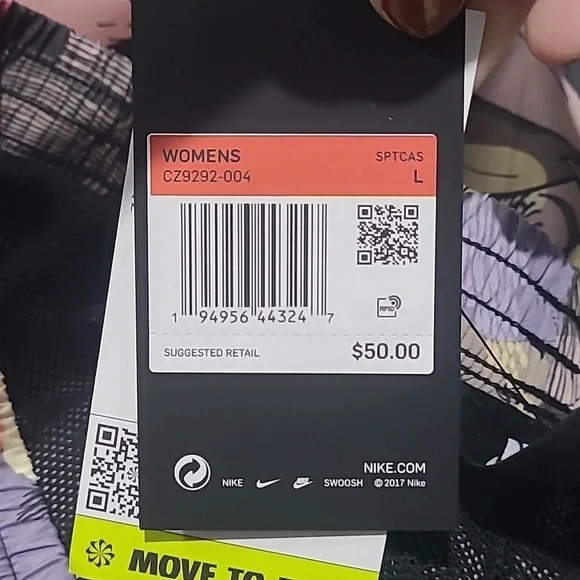 WOMENS SPTCAS
CZ9292-004 L
1 94956 44324 7
RFID
SUGGESTED RETAIL $50.00
NIKE.COM
NIKE SWOOSH © 2017 Nike
MOVE TO